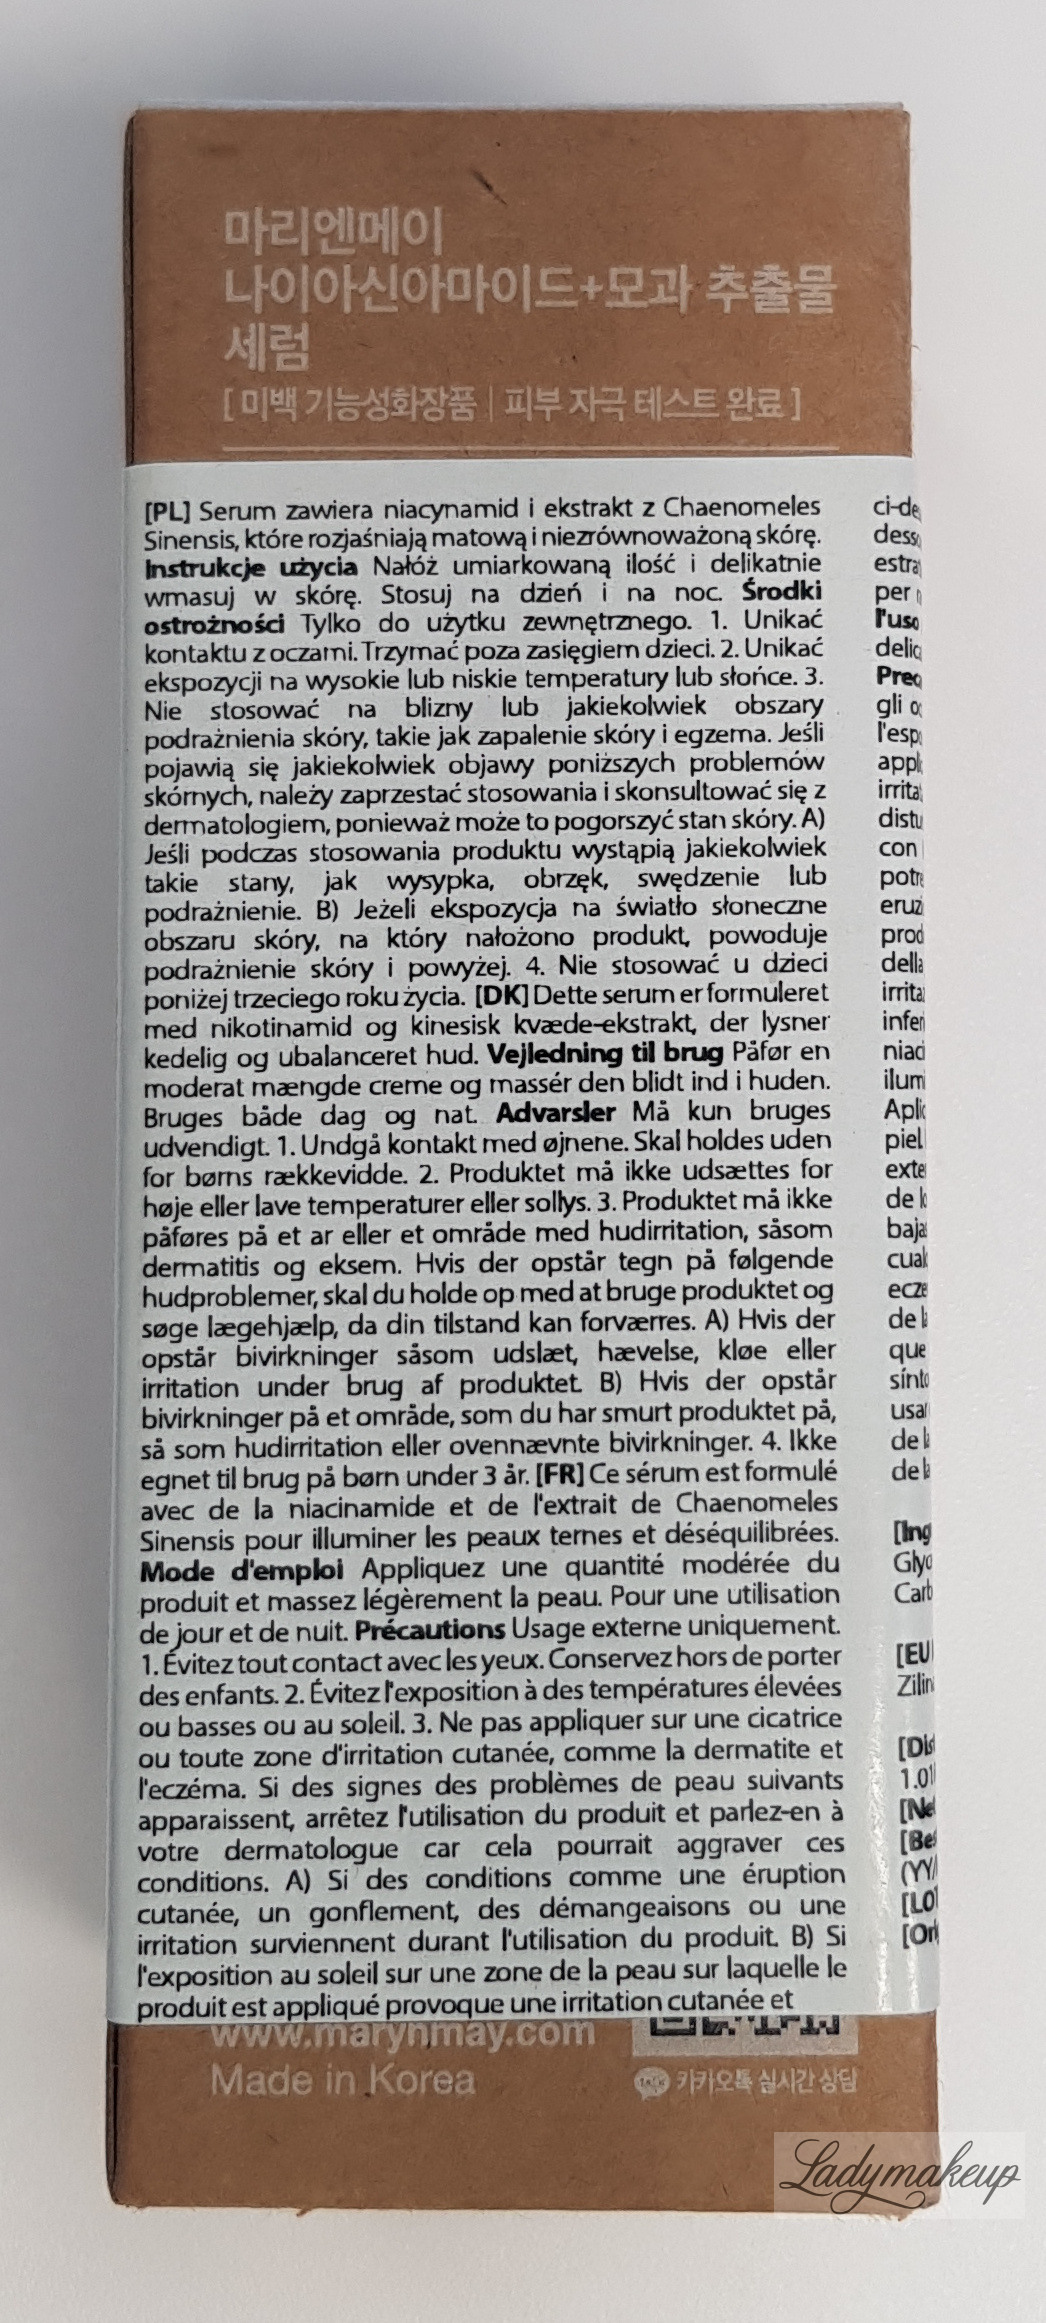 마리엔메이
나이아신아마이드+모과 추출물
세럼
[ 미백 기능성화장품 | 피부 자극 테스트 완료 ]
[PL] Serum zawiera niacynamid i ekstrakt z Chaenomeles
Sinensis, które rozjaśniają matową i niezrównoważoną skórę.
Instrukcje użycia Nałóż umiarkowaną ilość i delikatnie
wmasuj w skórę. Stosuj na dzień i na noc. Środki
ostrożności Tylko do użytku zewnętrznego. 1. Unikać
kontaktu z oczami. Trzymać poza zasięgiem dzieci. 2. Unikać
ekspozycji na wysokie lub niskie temperatury lub słońce. 3.
Nie stosować na blizny lub jakiekolwiek obszary
podrażnienia skóry, takie jak zapalenie skóry i egzema. Jeśli
pojawią się jakiekolwiek objawy poniższych problemów
skórnych, należy zaprzestać stosowania i skonsultować się z
dermatologiem, ponieważ może to pogorszyć stan skóry. A)
Jeśli podczas stosowania produktu wystąpią jakiekolwiek
takie stany, jak wysypka, obrzęk, swędzenie lub
podrażnienie. B) Jeżeli ekspozycja na światło słoneczne
obszaru skóry, na który nałożono produkt, powoduje
podrażnienie skóry i powyżej. 4. Nie stosować u dzieci
poniżej trzeciego roku życia. [DK] Dette serum er formuleret
med nikotinamid og kinesisk kvæde-ekstrakt, der lysner
kedelig og ubalanceret hud. Vejledning til brug Påfør en
moderat mængde creme og massér den blidt ind i huden.
Bruges både dag og nat. Advarsler Må kun bruges
udvendigt. 1. Undgå kontakt med øjnene. Skal holdes uden
for børns rækkevidde. 2. Produktet må ikke udsættes for
høje eller lave temperaturer eller sollys. 3. Produktet må ikke
påføres på et ar eller et område med hudirritation, såsom
dermatitis og eksem. Hvis der opstår tegn på følgende
hudproblemer, skal du holde op med at bruge produktet og
søge lægehjælp, da din tilstand kan forværres. A) Hvis der
opstår bivirkninger såsom udslæt, hævelse, kløe eller
irritation under brug af produktet. B) Hvis der opstår
bivirkninger på et område, som du har smurt produktet på,
så som hudirritation eller ovennævnte bivirkninger. 4. Ikke
egnet til brug på børn under 3 år. [FR] Ce sérum est formulé
avec de la niacinamide et de l'extrait de Chaenomeles
Sinensis pour illuminer les peaux ternes et déséquilibrées.
Mode d'emploi Appliquez une quantité modérée du
produit et massez légèrement la peau. Pour une utilisation
de jour et de nuit. Précautions Usage externe uniquement.
1. Évitez tout contact avec les yeux. Conservez hors de porter
des enfants. 2. Évitez l'exposition à des températures élevées
ou basses ou au soleil. 3. Ne pas appliquer sur une cicatrice
ou toute zone d'irritation cutanée, comme la dermatite et
l'eczéma. Si des signes des problèmes de peau suivants
apparaissent, arrêtez l'utilisation du produit et parlez-en à
votre dermatologue car cela pourrait aggraver ces
conditions. A) Si des conditions comme une éruption
cutanée, un gonflement, des démangeaisons ou une
irritation surviennent durant l'utilisation du produit. B) Si
l'exposition au soleil sur une zone de la peau sur laquelle le
produit est appliqué provoque une irritation cutanée et
per
l'uso
gli
con
della
piel
de la
que
de la
[EU
1.01
www.marynmay.com
Made in Korea
카카오톡 실시간 상담
Ladymakeup